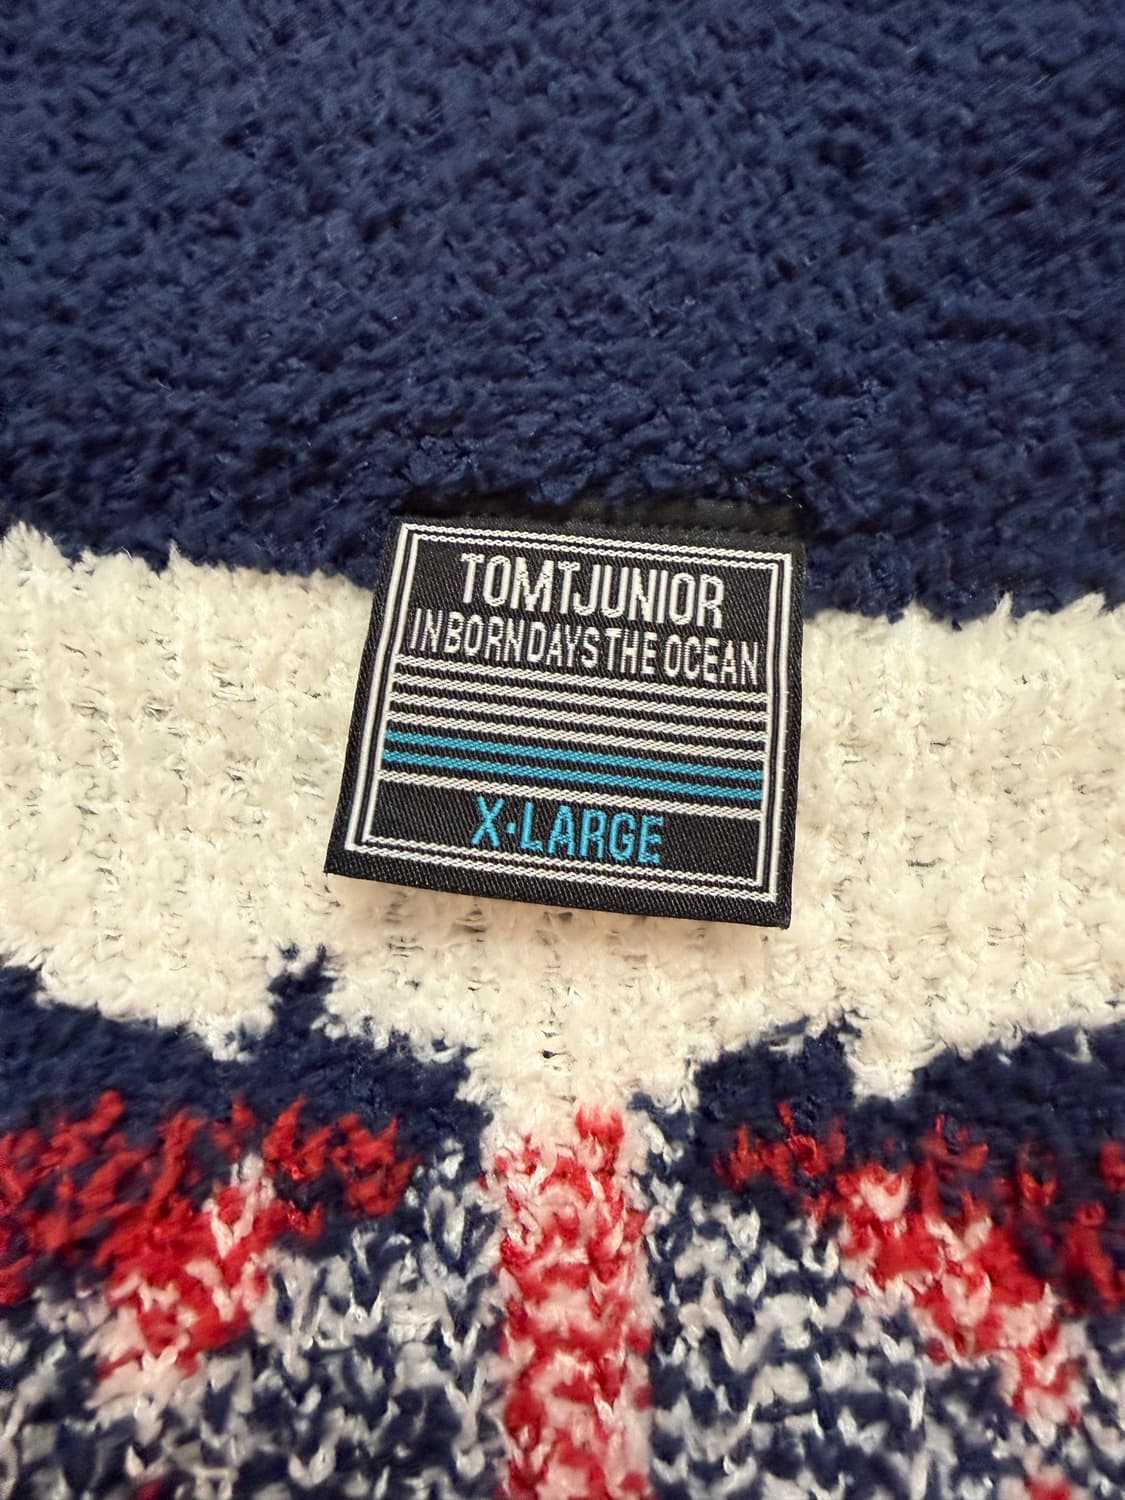 TOMTJUNIOR
IN BORN DAYS THE OCEAN
X·LARGE